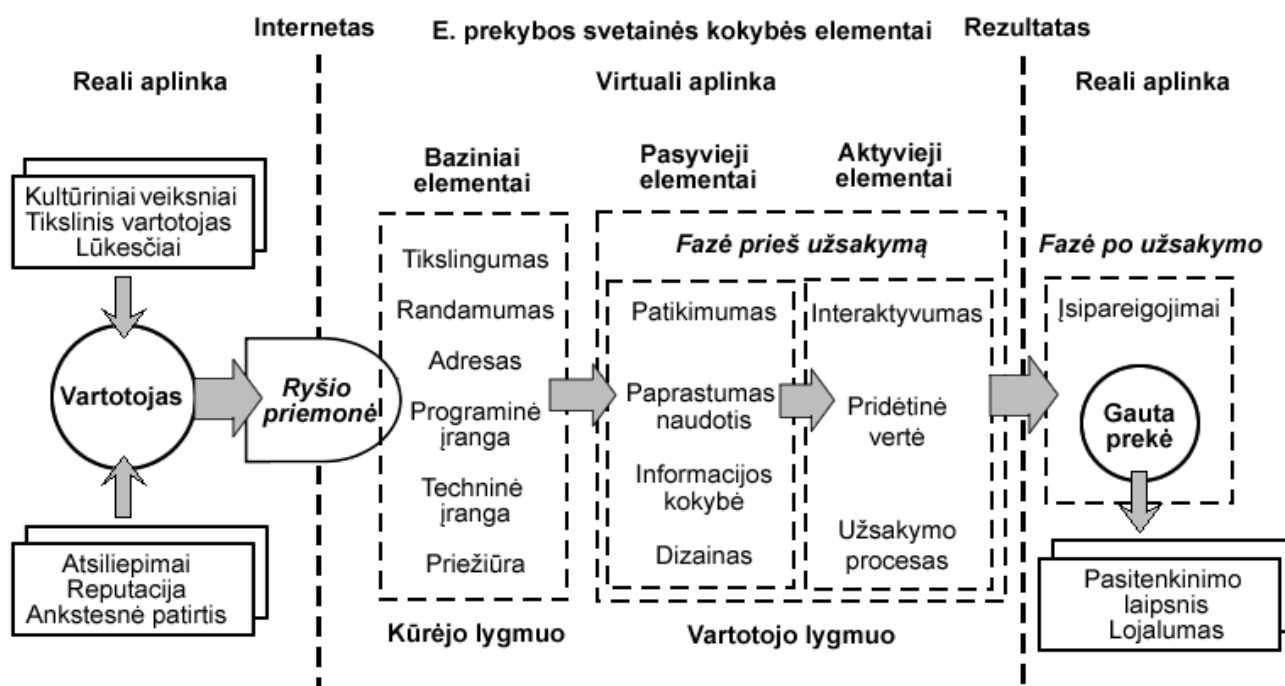 Internetas
E. prekybos svetainės kokybės elementai
Rezultatas
Reali aplinka
Virtuali aplinka
Reali aplinka
Kultūriniai veiksniai
Tikslinis vartotojas
Lūkesčiai
Vartotojas
Atsiliepimai
Reputacija
Ankstesnė patirtis
Ryšio
priemonė
Baziniai
elementai
Tikslingumas
Randamumas
Adresas
Programinė
įranga
Techninė
įranga
Priežiūra
Kūrėjo lygmuo
Pasyvieji
elementai
Aktyvieji
elementai
Fazė prieš užsakymą
Patikimumas
Paprastumas
naudotis
Informacijos
kokybė
Dizainas
Interaktyvumas
Pridėtinė
vertė
Užsakymo
procesas
Vartotojo lygmuo
Fazė po užsakymo
Įsipareigojimai
Gauta
prekė
Pasitenkinimo
laipsnis
Lojalumas